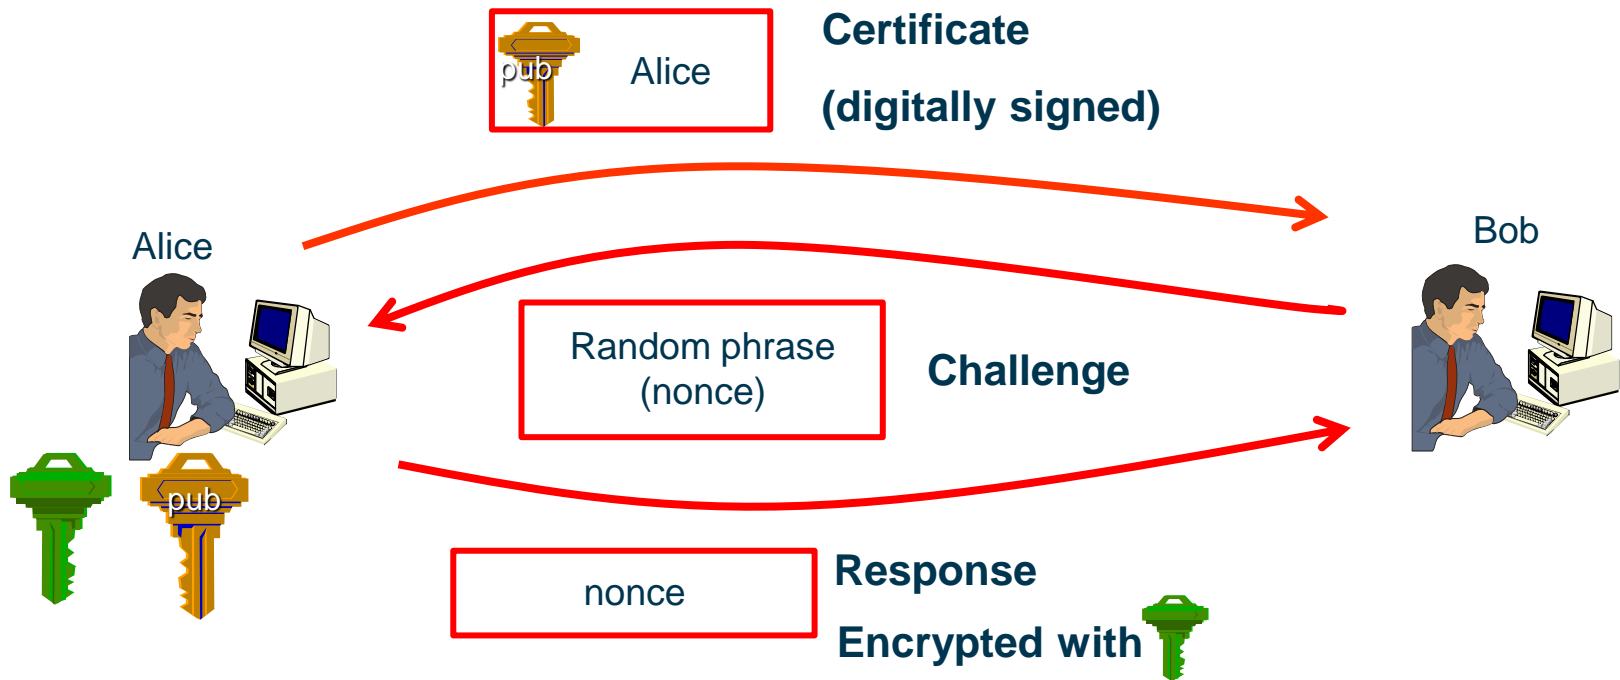 pub
Alice
Certificate
(digitally signed)
Alice
Bob
Random phrase
(nonce)
Challenge
pub
nonce
Response
Encrypted with